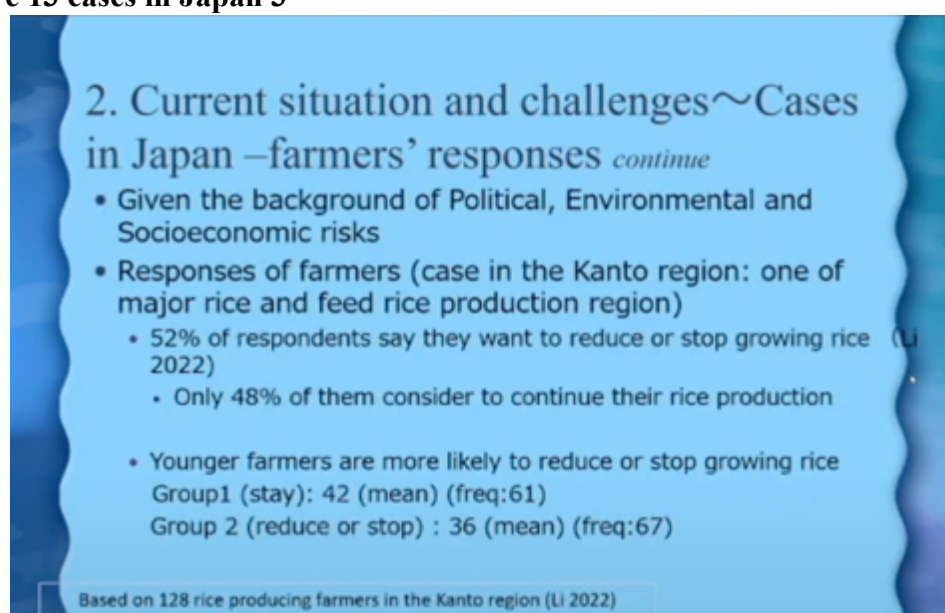 15 cases in Japan 3
2. Current situation and challenges～Cases
in Japan –farmers’ responses continue
• Given the background of Political, Environmental and
Socioeconomic risks
• Responses of farmers (case in the Kanto region: one of
major rice and feed rice production region)
• 52% of respondents say they want to reduce or stop growing rice (Li
2022)
• Only 48% of them consider to continue their rice production
• Younger farmers are more likely to reduce or stop growing rice
Group1 (stay): 42 (mean) (freq:61)
Group 2 (reduce or stop) : 36 (mean) (freq:67)
Based on 128 rice producing farmers in the Kanto region (Li 2022)